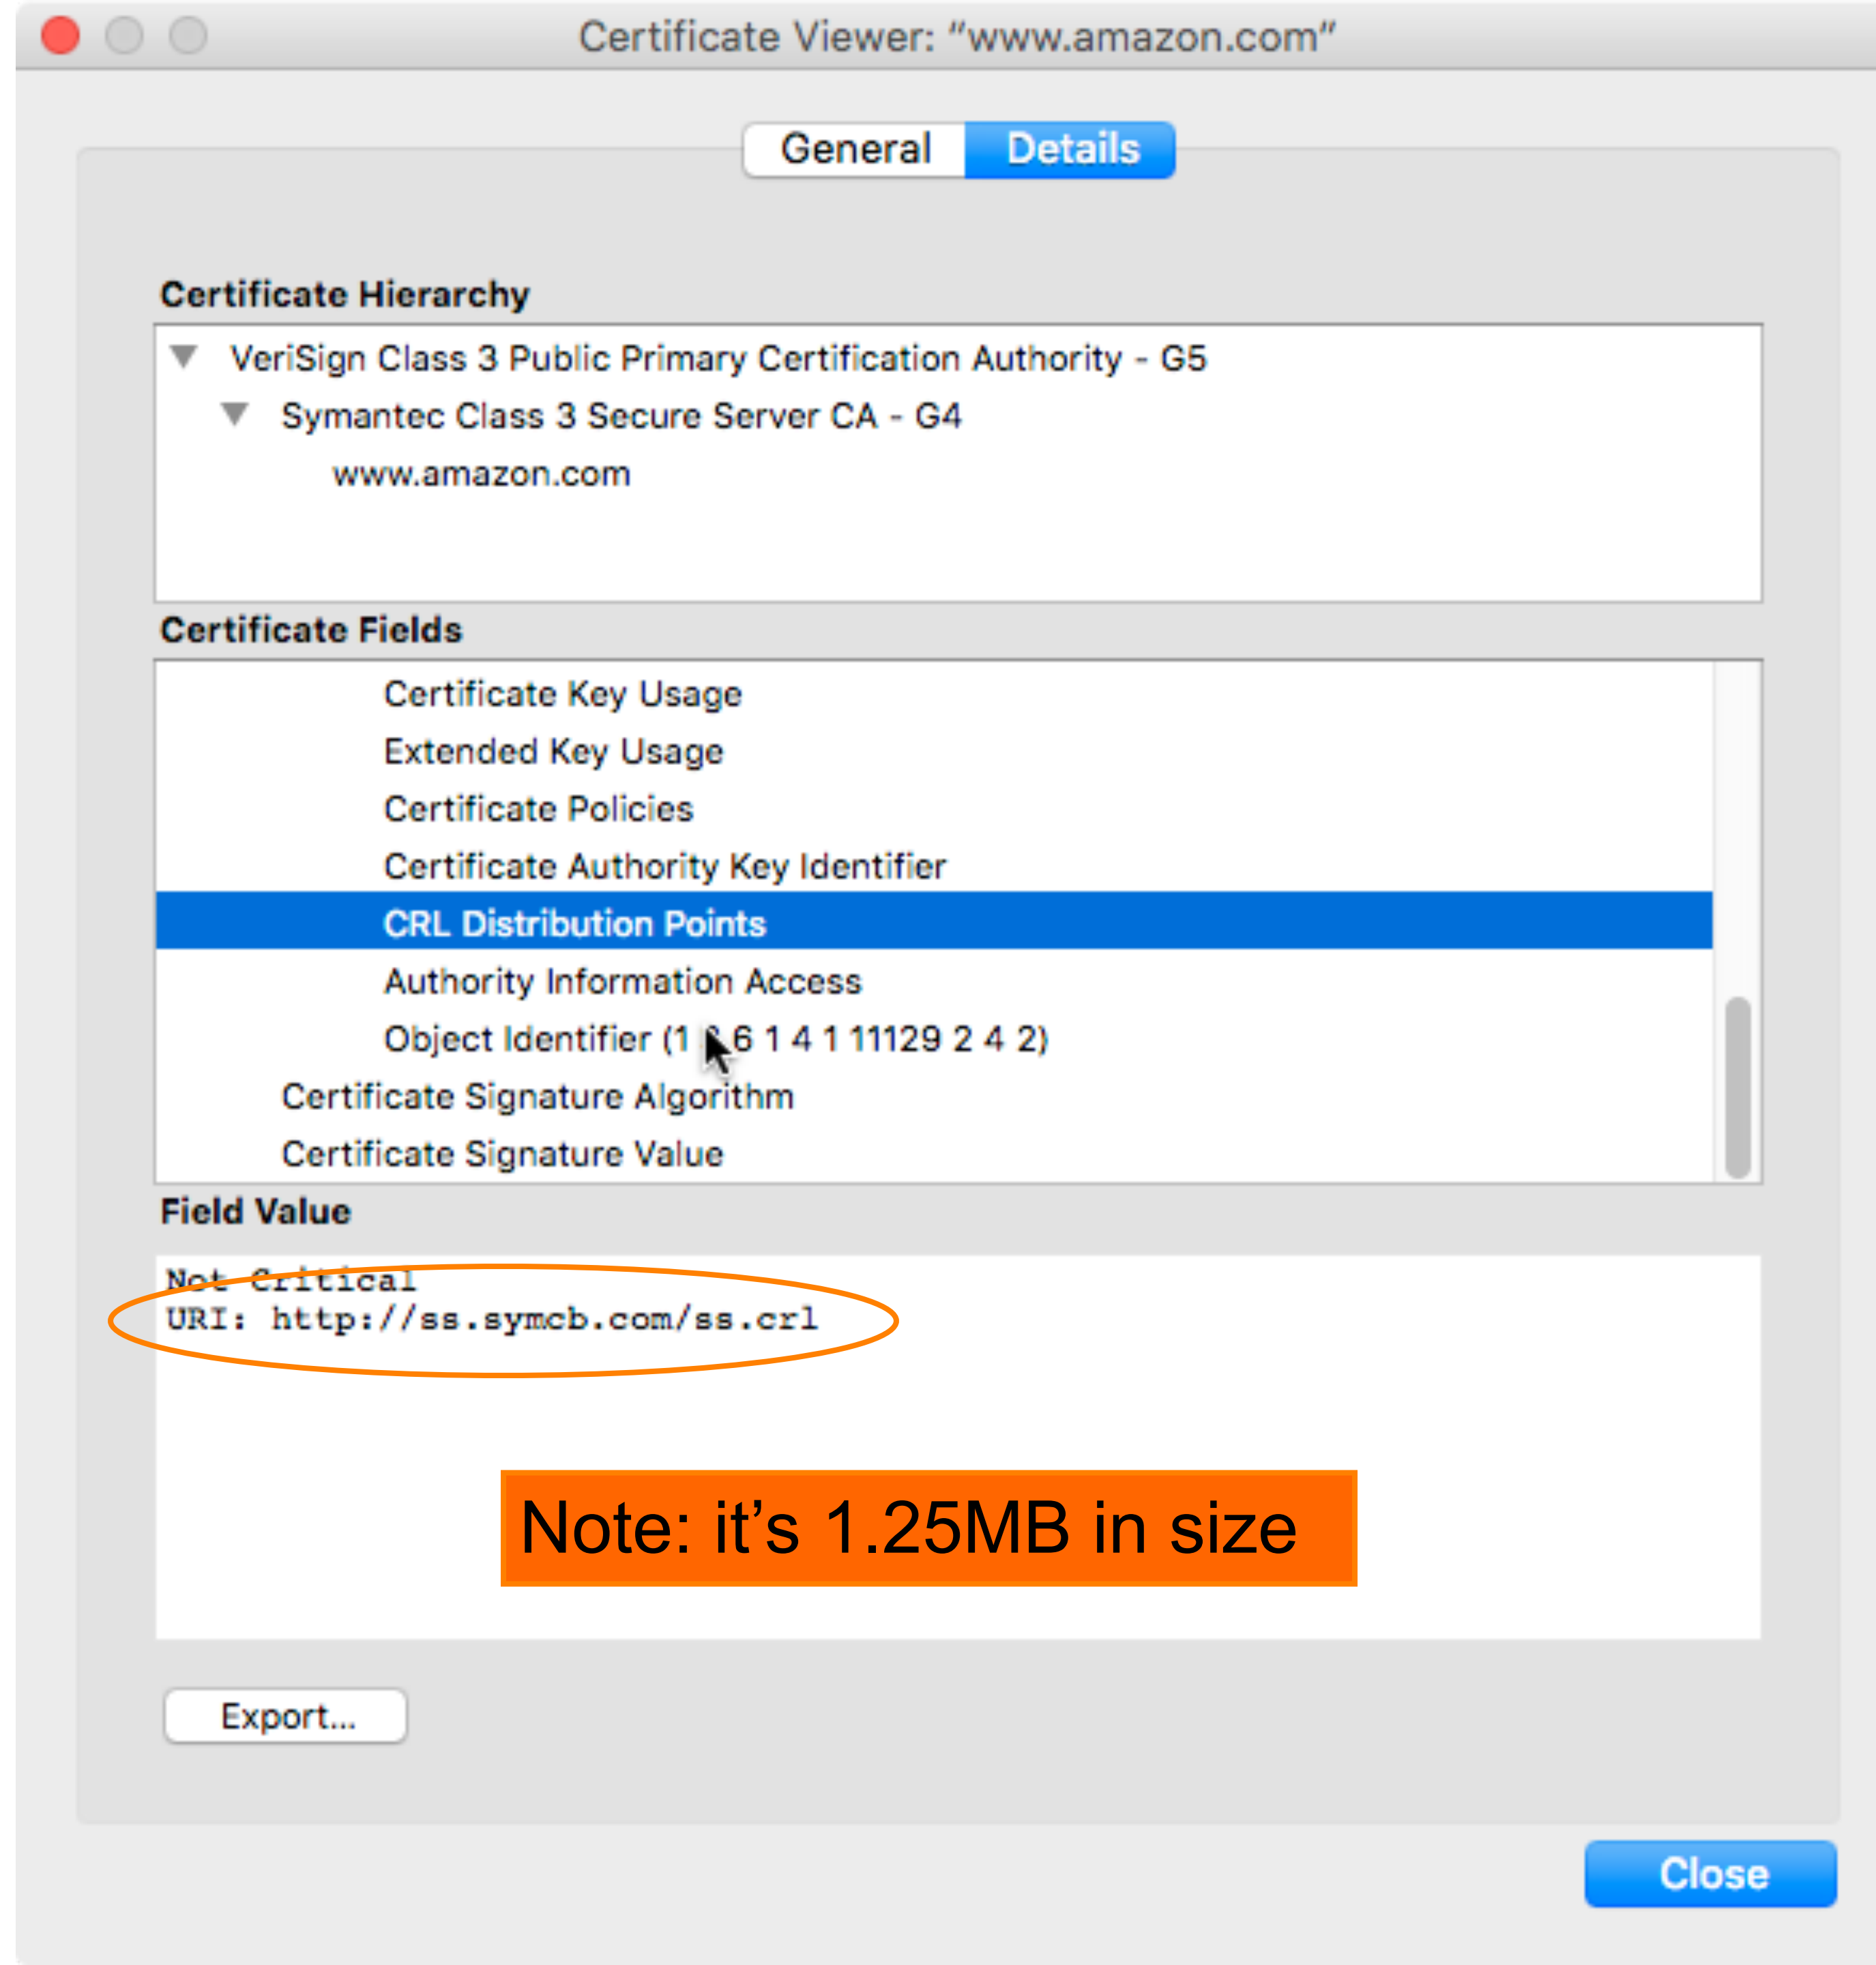 Certificate Viewer: "www.amazon.com"
General Details
Certificate Hierarchy
VeriSign Class 3 Public Primary Certification Authority - G5
Symantec Class 3 Secure Server CA - G4
www.amazon.com
Certificate Fields
Certificate Key Usage
Extended Key Usage
Certificate Policies
Certificate Authority Key Identifier
CRL Distribution Points
Authority Information Access
Object Identifier (1 6 1 4 1 11129 2 4 2)
Certificate Signature Algorithm
Certificate Signature Value
Field Value
Not Critical
URI: http://ss.symcb.com/ss.crl
Note: it’s 1.25MB in size
Export...
Close